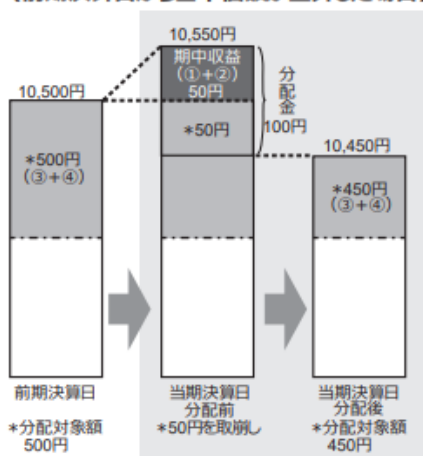 10,550円
期中収益
(①+②)
50円
10,500円
*50円
分配金
100円
*500円
(③+④)
10,450円
*450円
(③+④)
前期決算日
*分配対象額
500円
当期決算日
分配前
*50円を取崩し
当期決算日
分配後
*分配対象額
450円